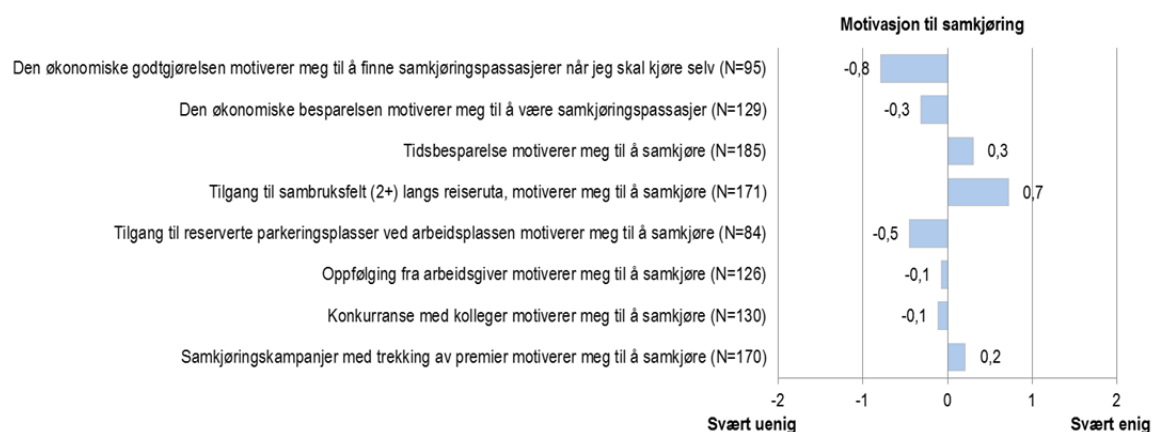 Motivasjon til samkjøring
-2 -1 0 1 2
Den økonomiske godtgjørelsen motiverer meg til å finne samkjøringspassasjerer når jeg skal kjøre selv (N=95) -0,8
Den økonomiske besparelsen motiverer meg til å være samkjøringspassasjer (N=129) -0,3
Tidsbesparelse motiverer meg til å samkjøre (N=185) 0,3
Tilgang til sambruksfelt (2+) langs reiseruta, motiverer meg til å samkjøre (N=171) 0,7
Tilgang til reserverte parkeringsplasser ved arbeidsplassen motiverer meg til å samkjøre (N=84) -0,5
Oppfølging fra arbeidsgiver motiverer meg til å samkjøre (N=126) -0,1
Konkurranse med kolleger motiverer meg til å samkjøre (N=130) -0,1
Samkjøringskampanjer med trekking av premier motiverer meg til å samkjøre (N=170) 0,2
-2 -1 0 1 2
Svært uenig Svært enig